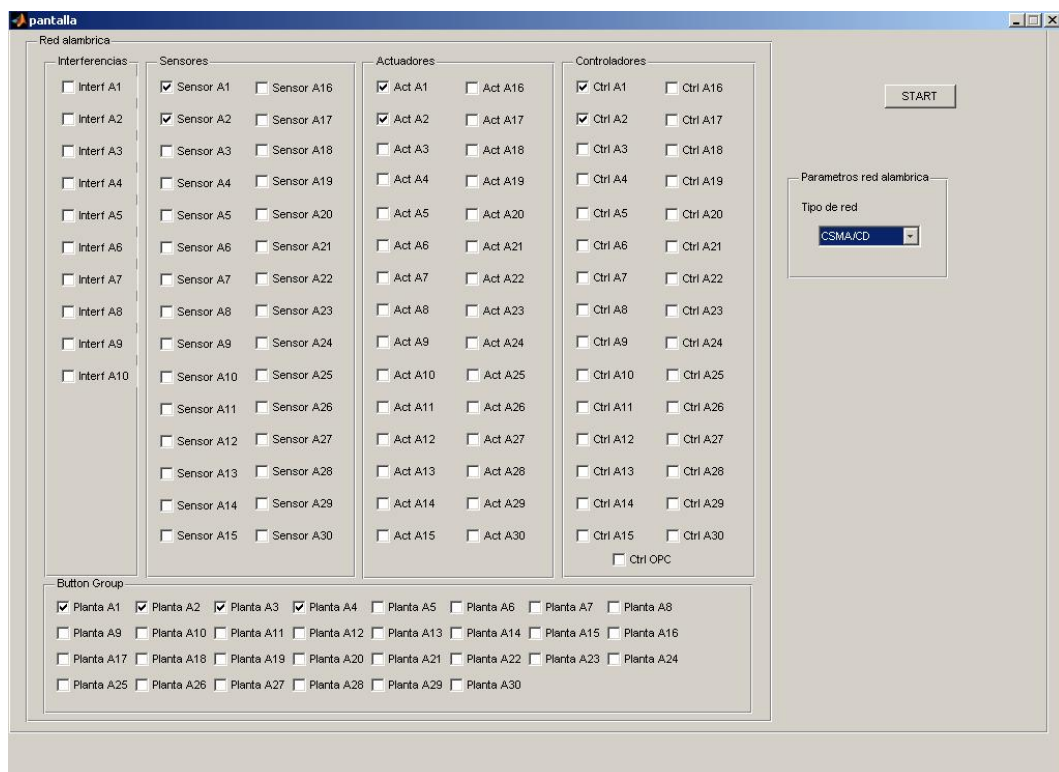 pantalla
Red alambrica
Interferencias Sensores Actuadores Controladores
Interf A1 Sensor A1 Sensor A16 Act A1 Act A16 Ctrl A1 Ctrl A16
START
Interf A2 Sensor A2 Sensor A17 Act A2 Act A17 Ctrl A2 Ctrl A17
Interf A3 Sensor A3 Sensor A18 Act A3 Act A18 Ctrl A3 Ctrl A18
Interf A4 Sensor A4 Sensor A19 Act A4 Act A19 Ctrl A4 Ctrl A19
Parametros red alambrica
Tipo de red
Interf A5 Sensor A5 Sensor A20 Act A5 Act A20 Ctrl A5 Ctrl A20
CSMA/CD
Interf A6 Sensor A6 Sensor A21 Act A6 Act A21 Ctrl A6 Ctrl A21
Interf A7 Sensor A7 Sensor A22 Act A7 Act A22 Ctrl A7 Ctrl A22
Interf A8 Sensor A8 Sensor A23 Act A8 Act A23 Ctrl A8 Ctrl A23
Interf A9 Sensor A9 Sensor A24 Act A9 Act A24 Ctrl A9 Ctrl A24
Interf A10 Sensor A10 Sensor A25 Act A10 Act A25 Ctrl A10 Ctrl A25
Sensor A11 Sensor A26 Act A11 Act A26 Ctrl A11 Ctrl A26
Sensor A12 Sensor A27 Act A12 Act A27 Ctrl A12 Ctrl A27
Sensor A13 Sensor A28 Act A13 Act A28 Ctrl A13 Ctrl A28
Sensor A14 Sensor A29 Act A14 Act A29 Ctrl A14 Ctrl A29
Sensor A15 Sensor A30 Act A15 Act A30 Ctrl A15 Ctrl A30
Ctrl OPC
Button Group
Planta A1 Planta A2 Planta A3 Planta A4 Planta A5 Planta A6 Planta A7 Planta A8
Planta A9 Planta A10 Planta A11 Planta A12 Planta A13 Planta A14 Planta A15 Planta A16
Planta A17 Planta A18 Planta A19 Planta A20 Planta A21 Planta A22 Planta A23 Planta A24
Planta A25 Planta A26 Planta A27 Planta A28 Planta A29 Planta A30